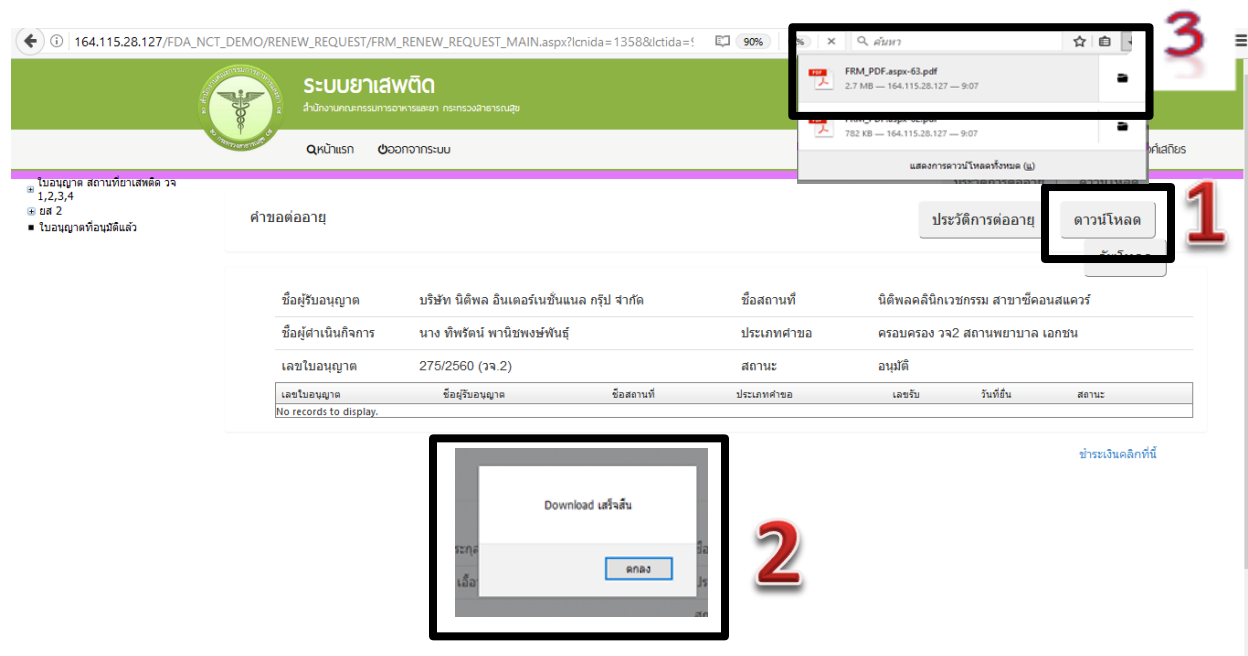 164.115.28.127/FDA_NCT_DEMO/RENEW_REQUEST/FRM_RENEW_REQUEST_MAIN.aspx?lcnida=1358&lctida=9
90%
ค้นหา
3
FRM_PDF.aspx-63.pdf
2.7 MB — 164.115.28.127 — 9:07
FRM_PDF.aspx-62.pdf
782 KB — 164.115.28.127 — 9:07
แสดงการดาวน์โหลดทั้งหมด (แ)
ระบบยาเสพติด
สำนักงานคณะกรรมการอาหารและยา กระทรวงสาธารณสุข
หน้าแรก
ออกจากระบบ
ใบอนุญาต สถานที่ยาเสพติด วจ
1,2,3,4
ยส 2
ใบอนุญาตที่อนุมัติแล้ว
คำขอต่ออายุ
ประวัติการต่ออายุ
ดาวน์โหลด
1
ชื่อผู้รับอนุญาต บริษัท นิติพล อินเตอร์เนชั่นแนล กรุ๊ป จำกัด ชื่อสถานที่ นิติพลคลินิกเวชกรรม สาขาซีคอนสแควร์
ชื่อผู้ดำเนินกิจการ นาง ทิพรัตน์ พานิชพงษ์พันธุ์ ประเภทคำขอ ครอบครอง วจ2 สถานพยาบาล เอกชน
เลขใบอนุญาต 275/2560 (วจ.2) สถานะ อนุมัติ
เลขใบอนุญาต ชื่อผู้รับอนุญาต ชื่อสถานที่ ประเภทคำขอ เลขรับ วันที่ยื่น สถานะ
No records to display.
ชำระเงินคลิกที่นี้
Download เสร็จสิ้น
ตกลง
2